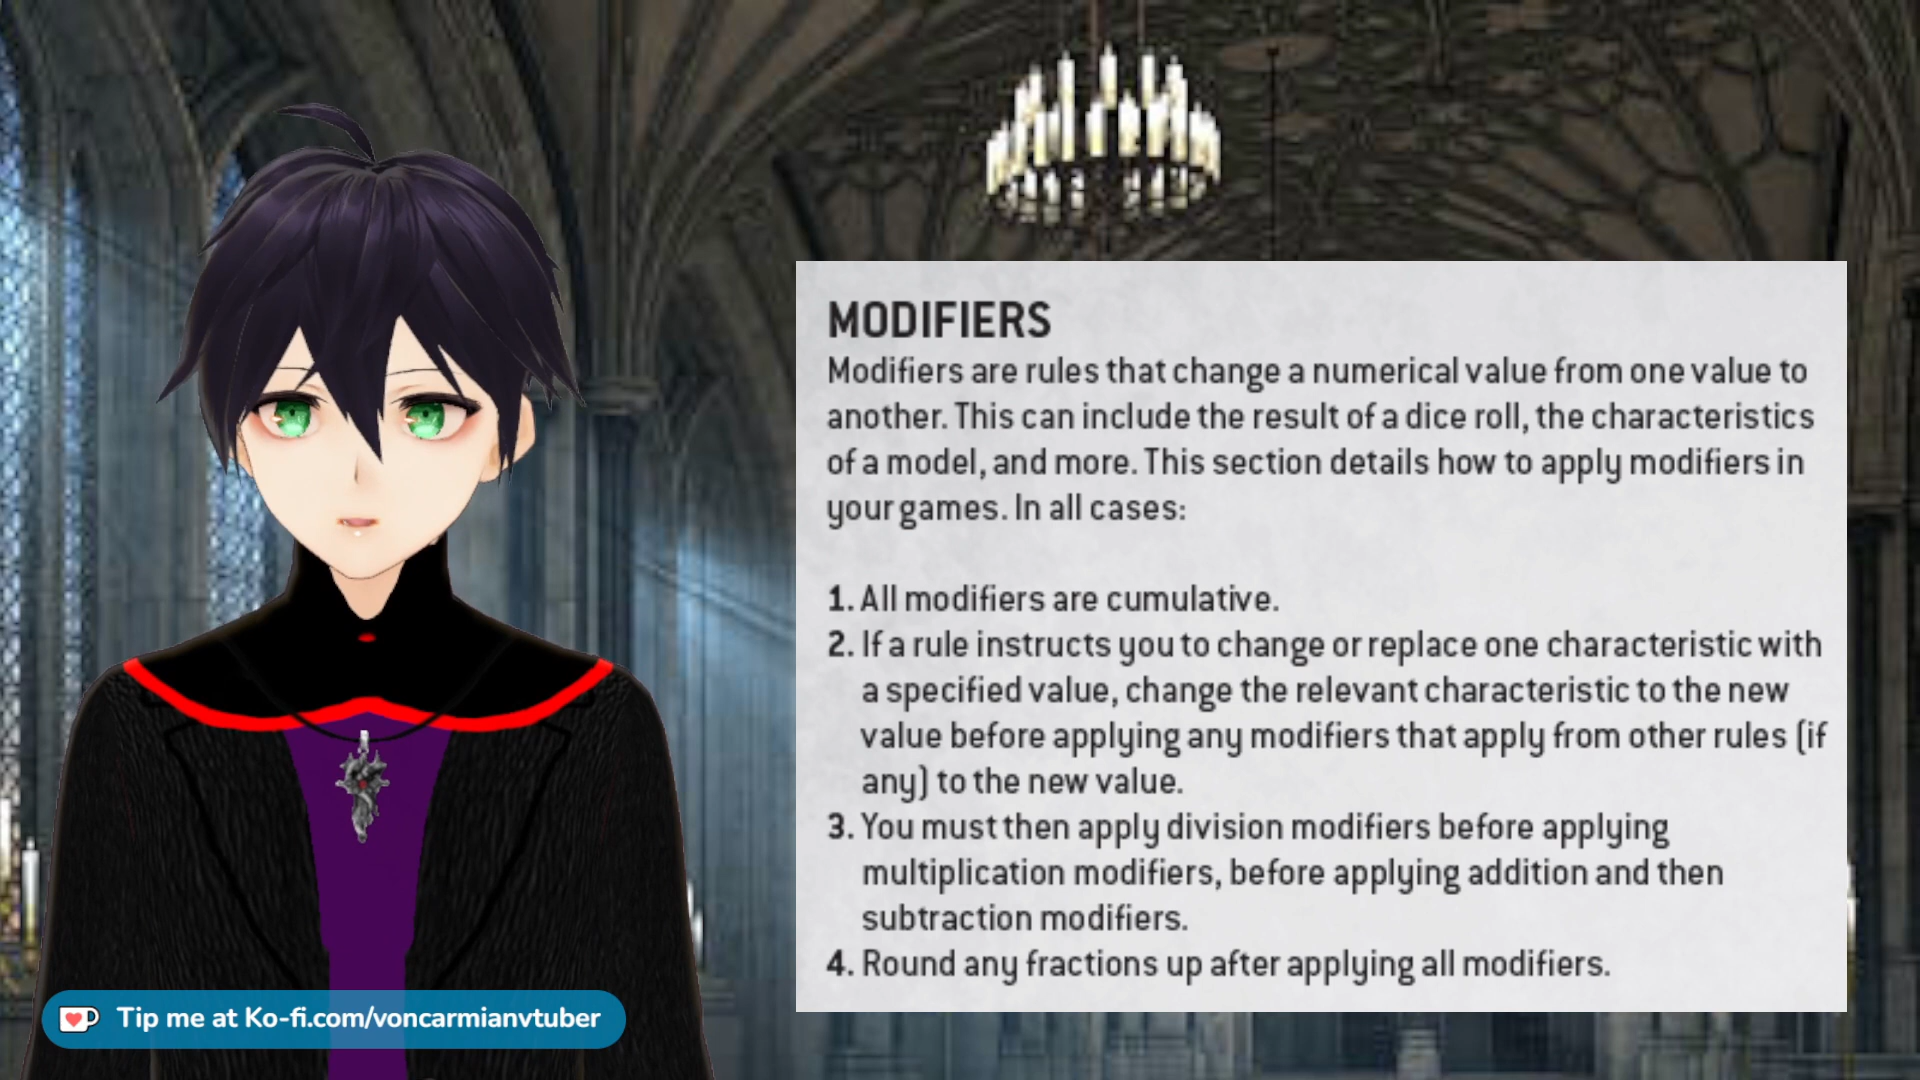 MODIFIERS
Modifiers are rules that change a numerical value from one value to
another. This can include the result of a dice roll, the characteristics
of a model, and more. This section details how to apply modifiers in
your games. In all cases:
1. All modifiers are cumulative.
2. If a rule instructs you to change or replace one characteristic with
a specified value, change the relevant characteristic to the new
value before applying any modifiers that apply from other rules (if
any) to the new value.
3. You must then apply division modifiers before applying
multiplication modifiers, before applying addition and then
subtraction modifiers.
4. Round any fractions up after applying all modifiers.
Tip me at Ko-fi.com/voncarmianvtuber